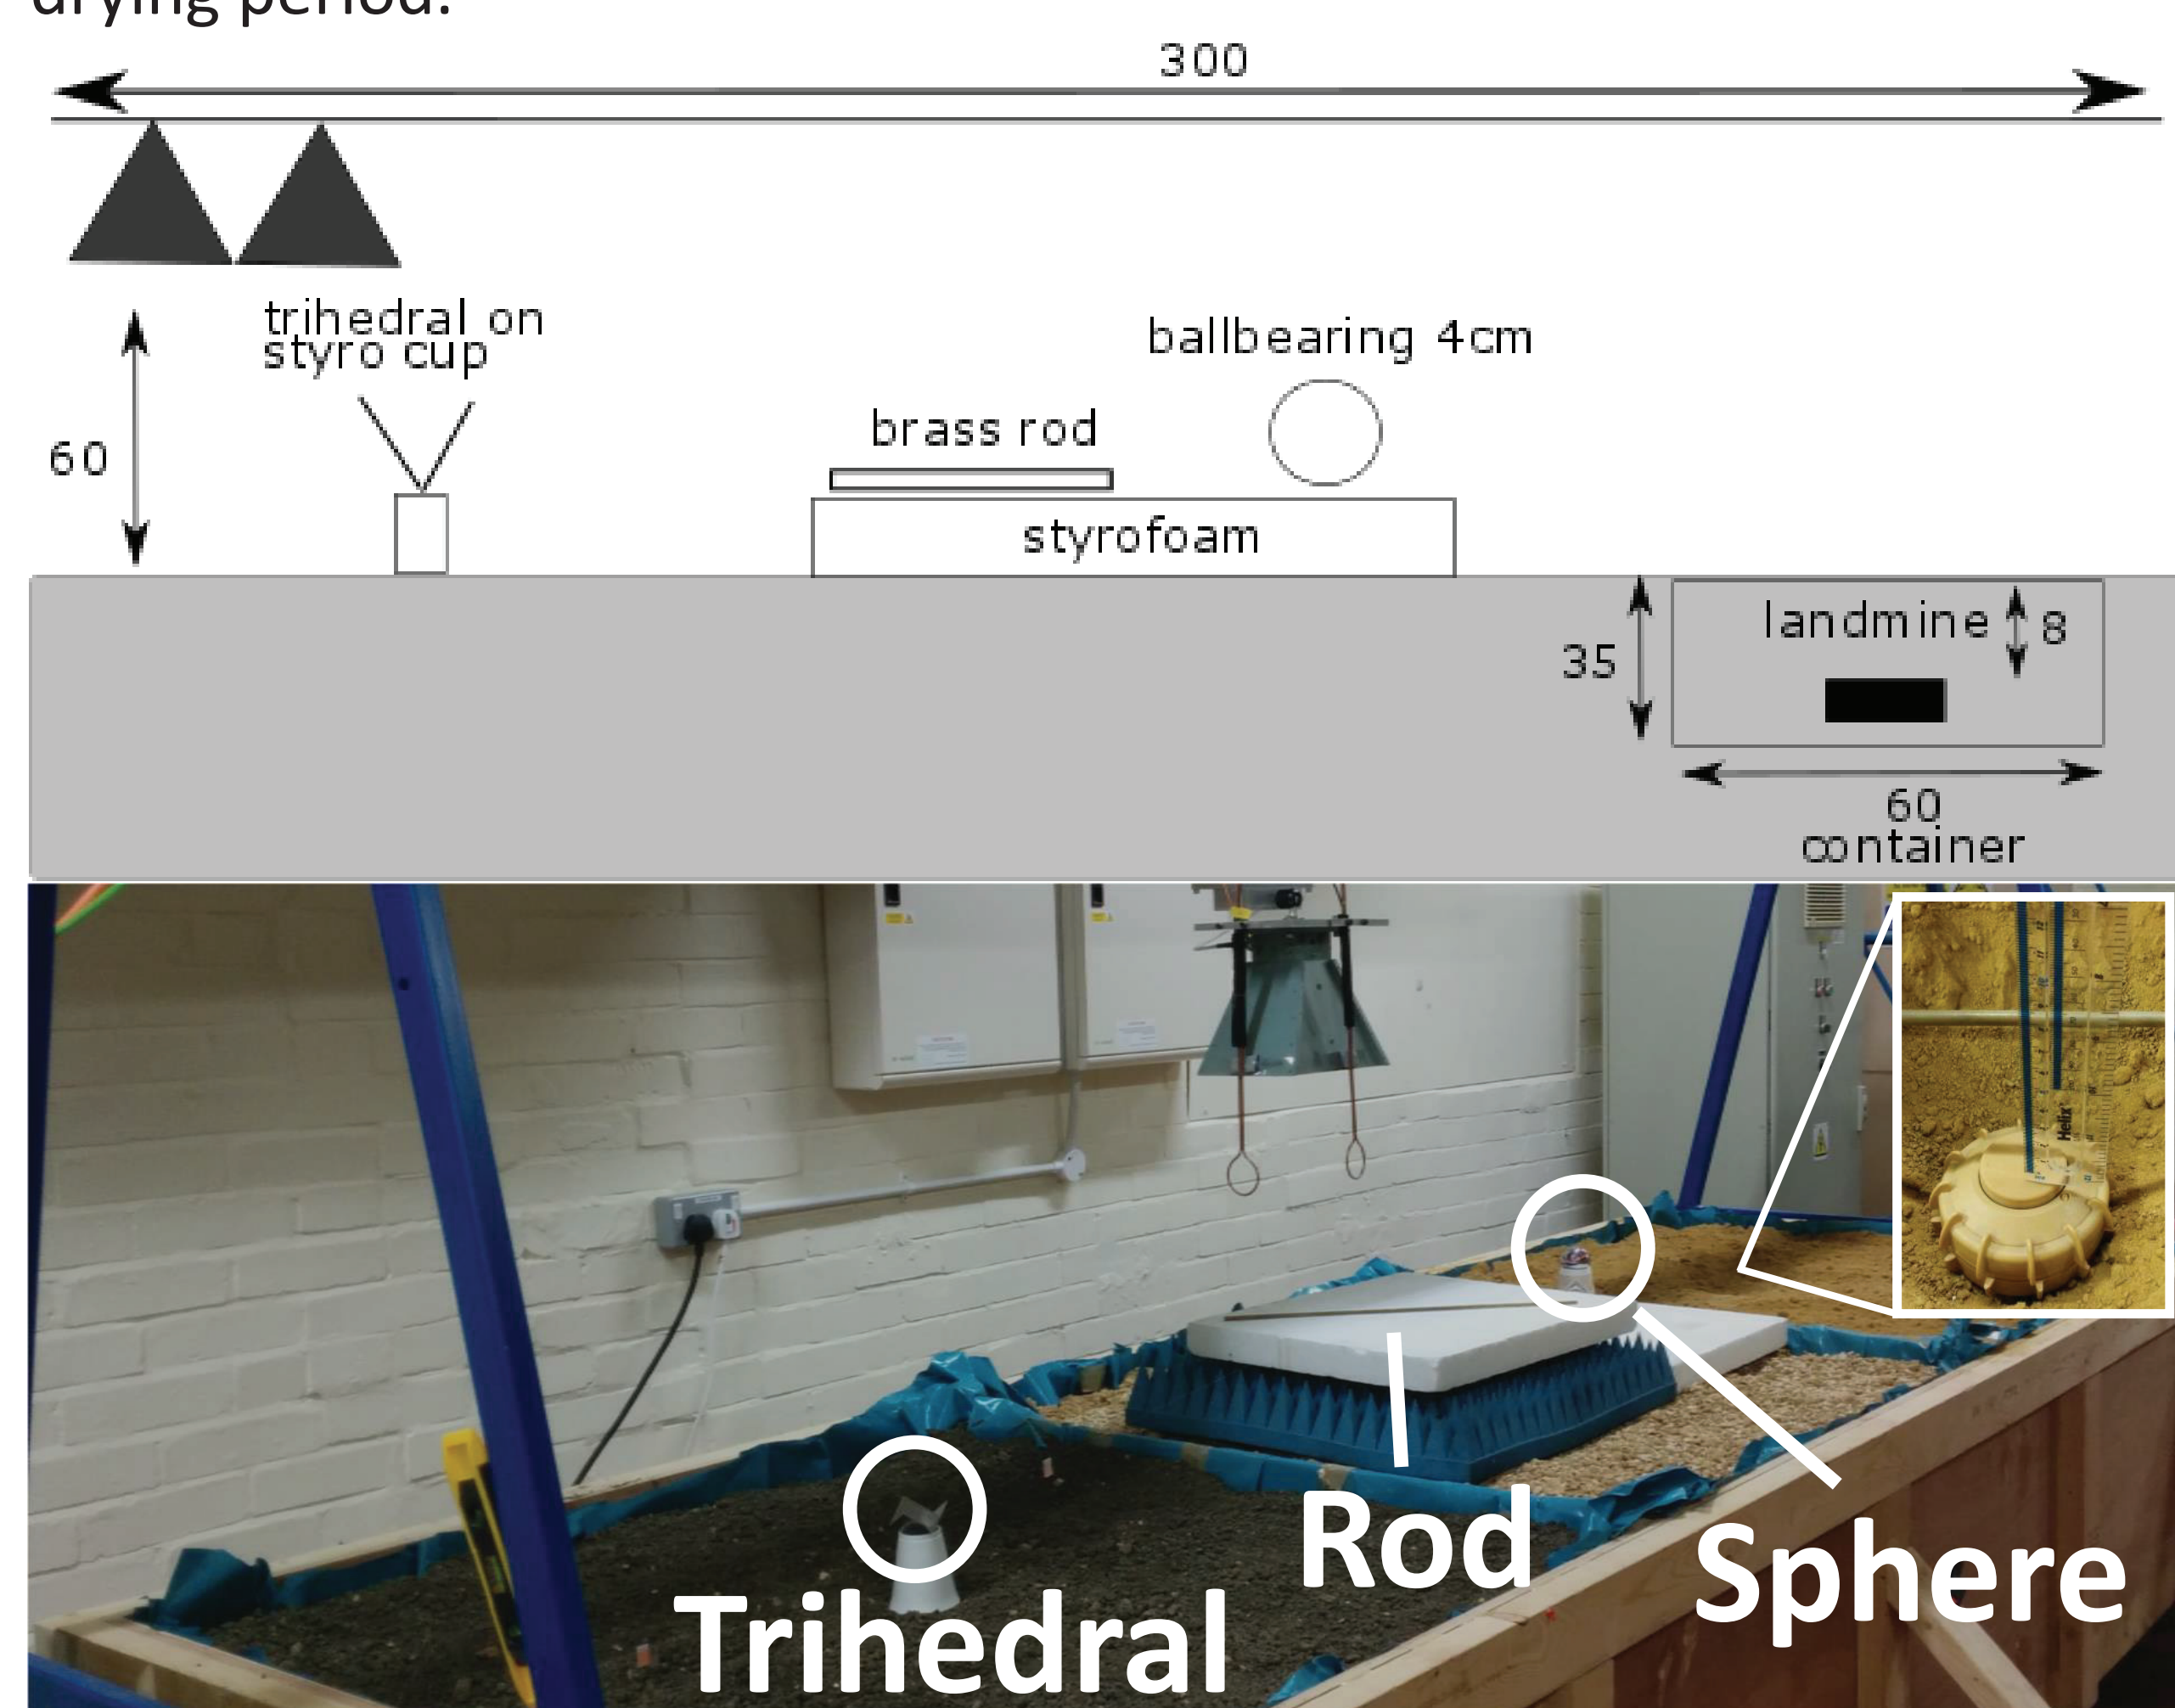 drying period.
300
trihedral on
styro cup
ballbearing 4cm
60
brass rod
styrofoam
landmine
8
35
60
container
Helix
Rod
Sphere
Trihedral